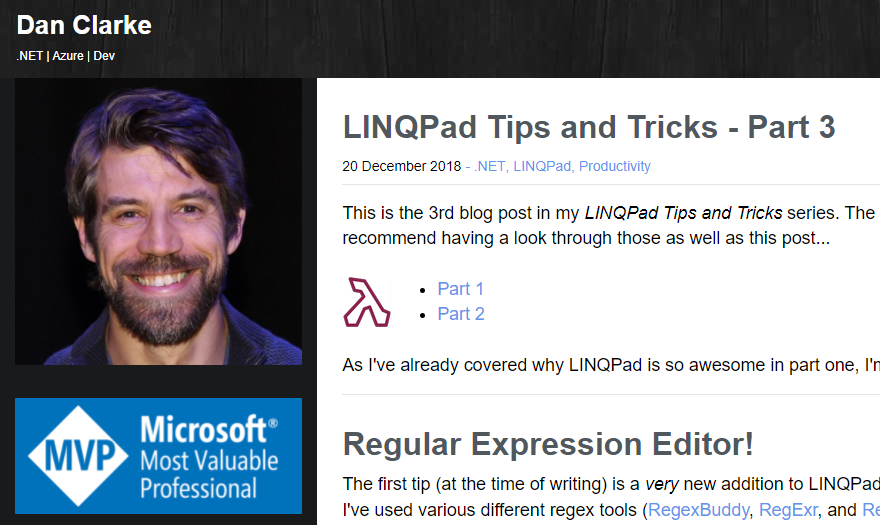 Dan Clarke
.NET | Azure | Dev
LINQPad Tips and Tricks - Part 3
20 December 2018 - .NET, LINQPad, Productivity
This is the 3rd blog post in my LINQPad Tips and Tricks series. The
recommend having a look through those as well as this post...
Part 1
Part 2
As I've already covered why LINQPad is so awesome in part one, I'm
MVP
Microsoft®
Most Valuable
Professional
Regular Expression Editor!
The first tip (at the time of writing) is a very new addition to LINQPad
I've used various different regex tools (RegexBuddy, RegExr, and Re